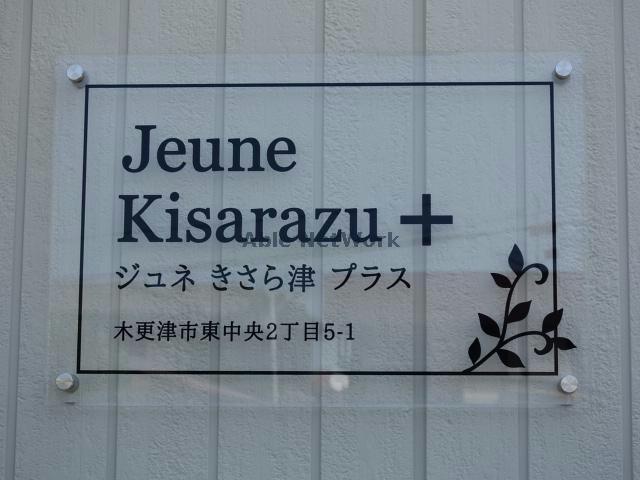 Jeune
Kisarazu＋
Able NetWork
ジュネ きさら津 プラス
木更津市東中央2丁目5-1